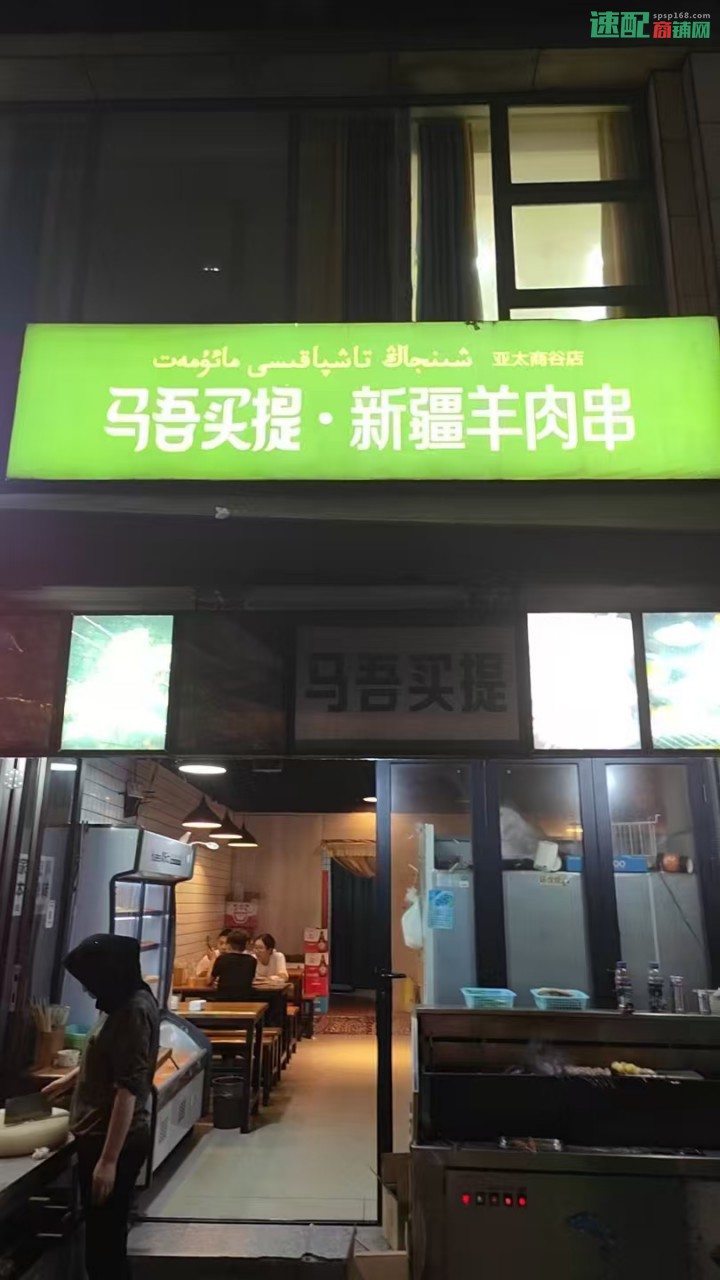 速配 spsp168.com
商铺网
شىنجاڭ تاشپاقىسى مائۇمەت 亚太商谷店
马吾买提·新疆羊肉串
马吾买提